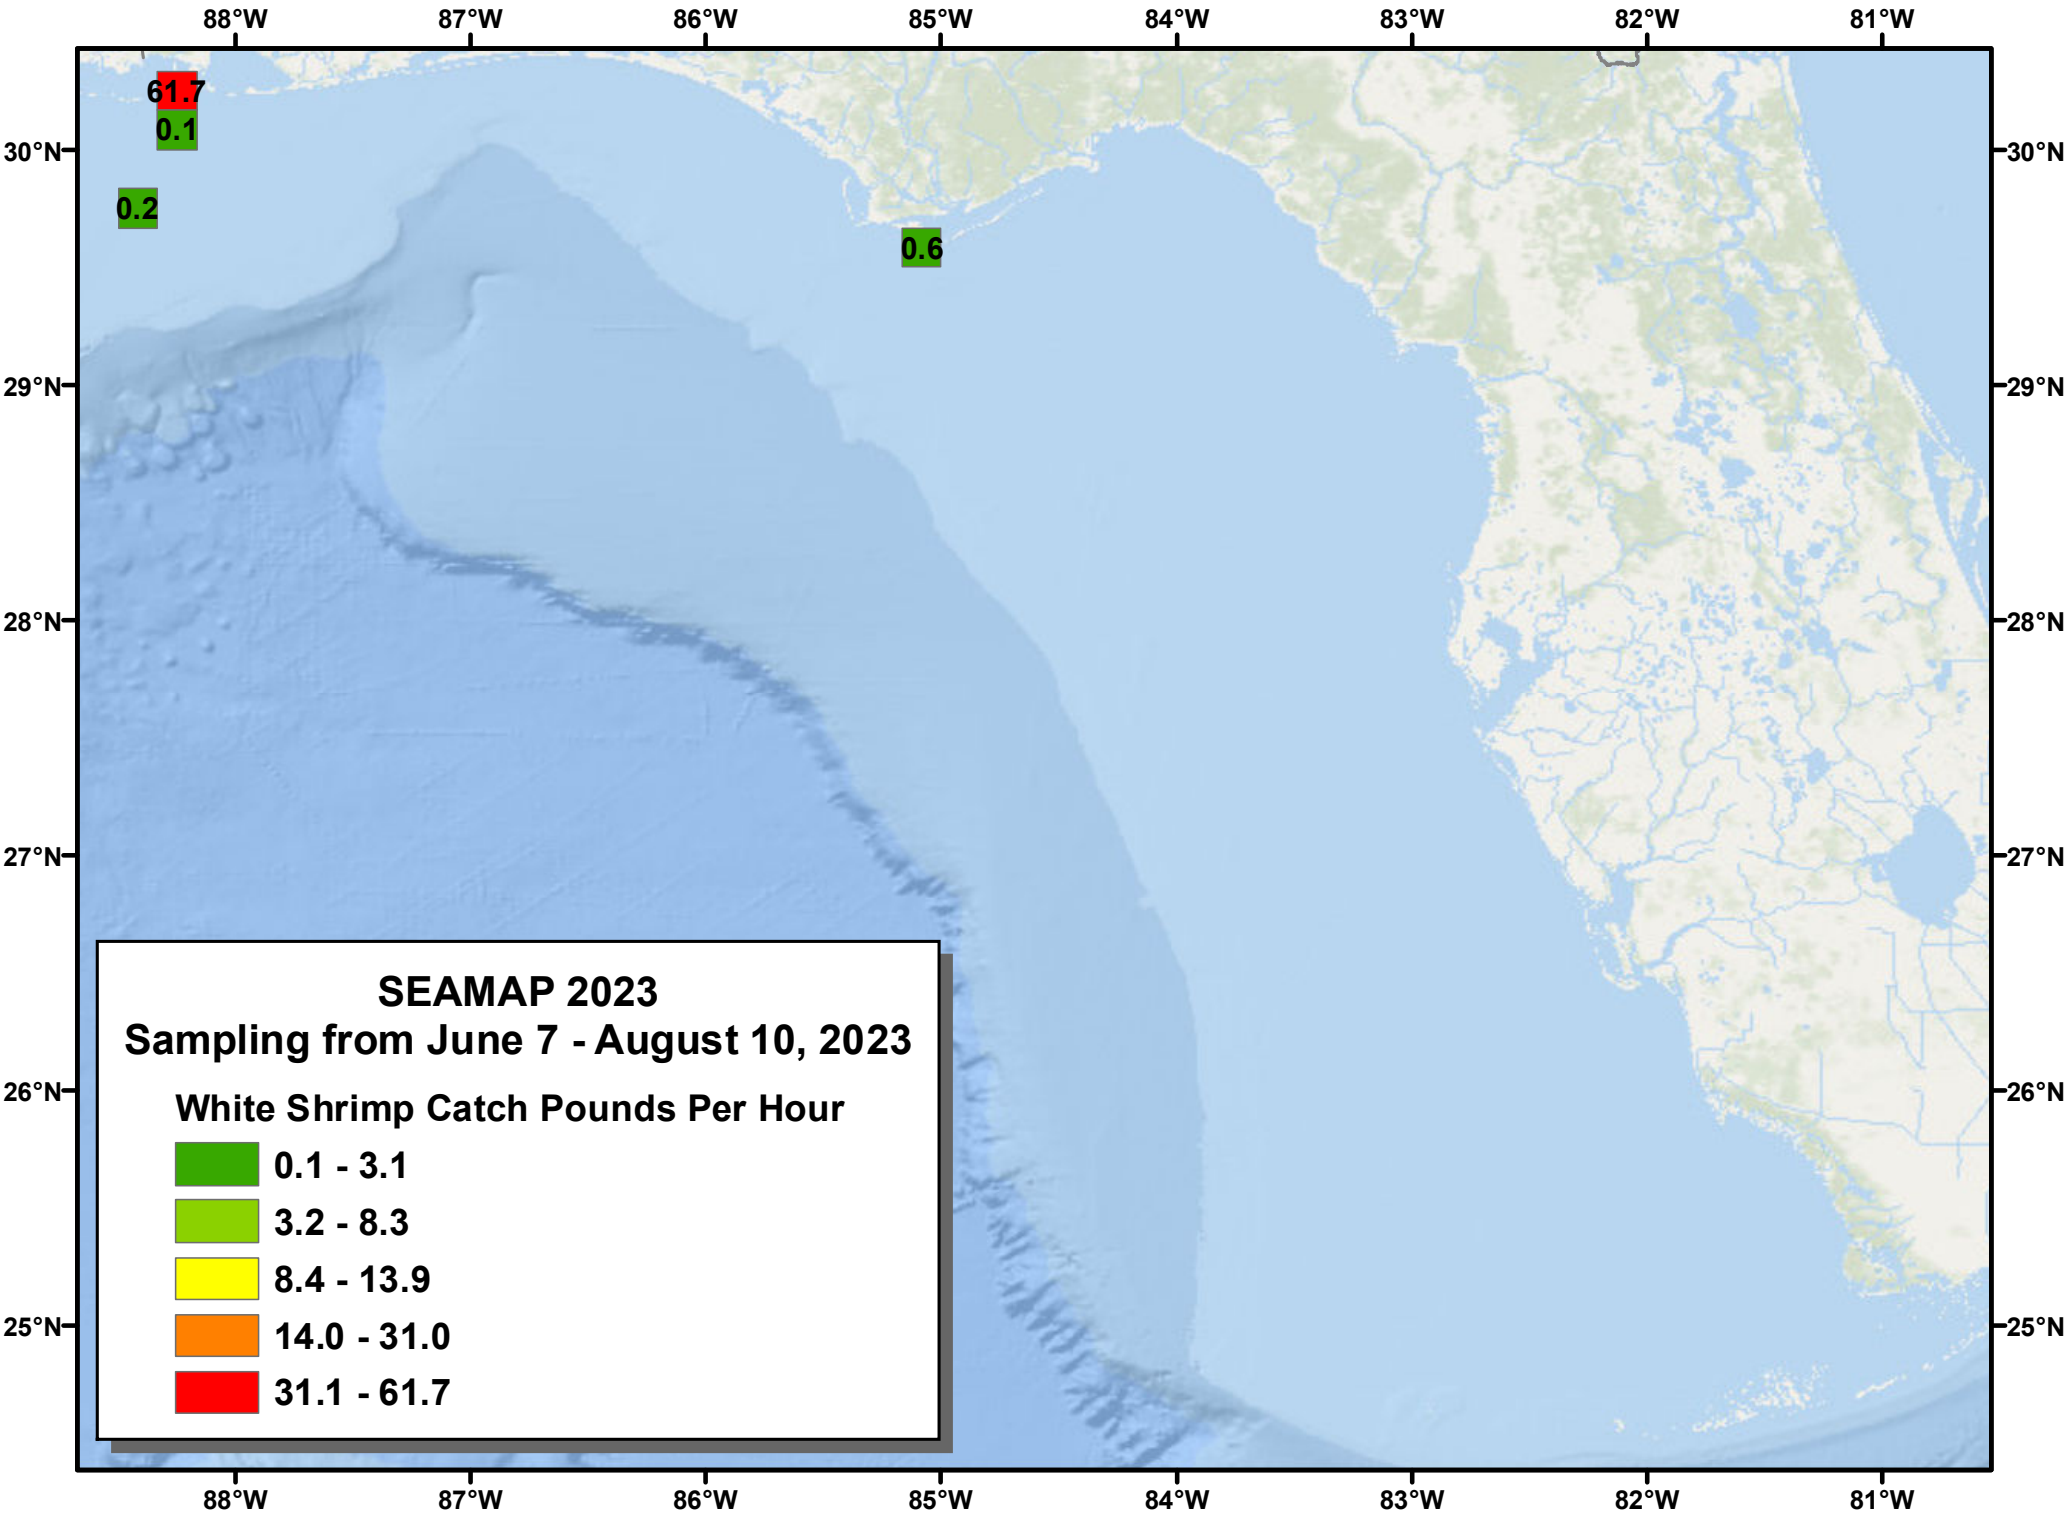 88°W 87°W 86°W 85°W 84°W 83°W 82°W 81°W
61.7
0.1
30°N 30°N
0.2
0.6
29°N 29°N
28°N 28°N
27°N 27°N
SEAMAP 2023
Sampling from June 7 - August 10, 2023
26°N 26°N
White Shrimp Catch Pounds Per Hour
0.1 - 3.1
3.2 - 8.3
8.4 - 13.9
25°N 25°N
14.0 - 31.0
31.1 - 61.7
88°W 87°W 86°W 85°W 84°W 83°W 82°W 81°W